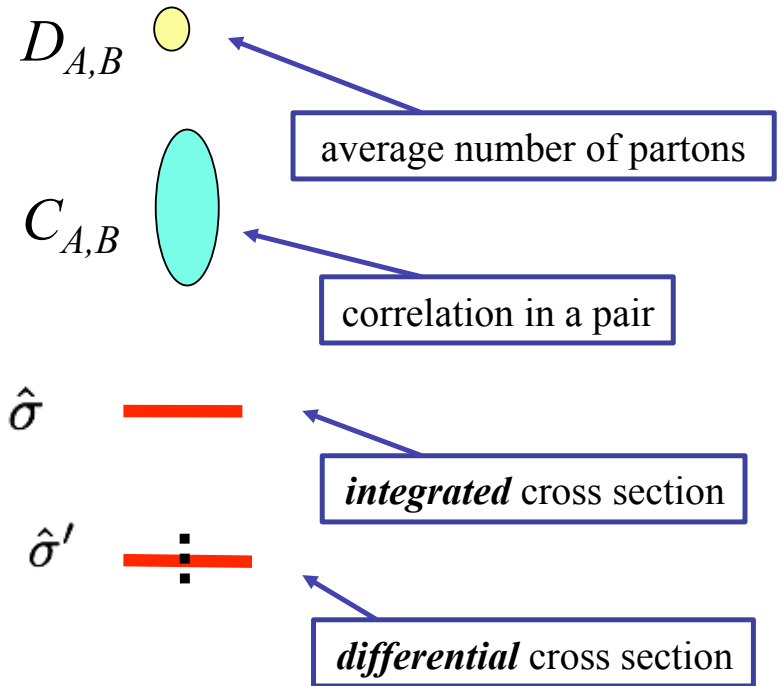 D_{A,B}
average number of partons
C_{A,B}
correlation in a pair
σ̂
integrated cross section
σ̂′
differential cross section